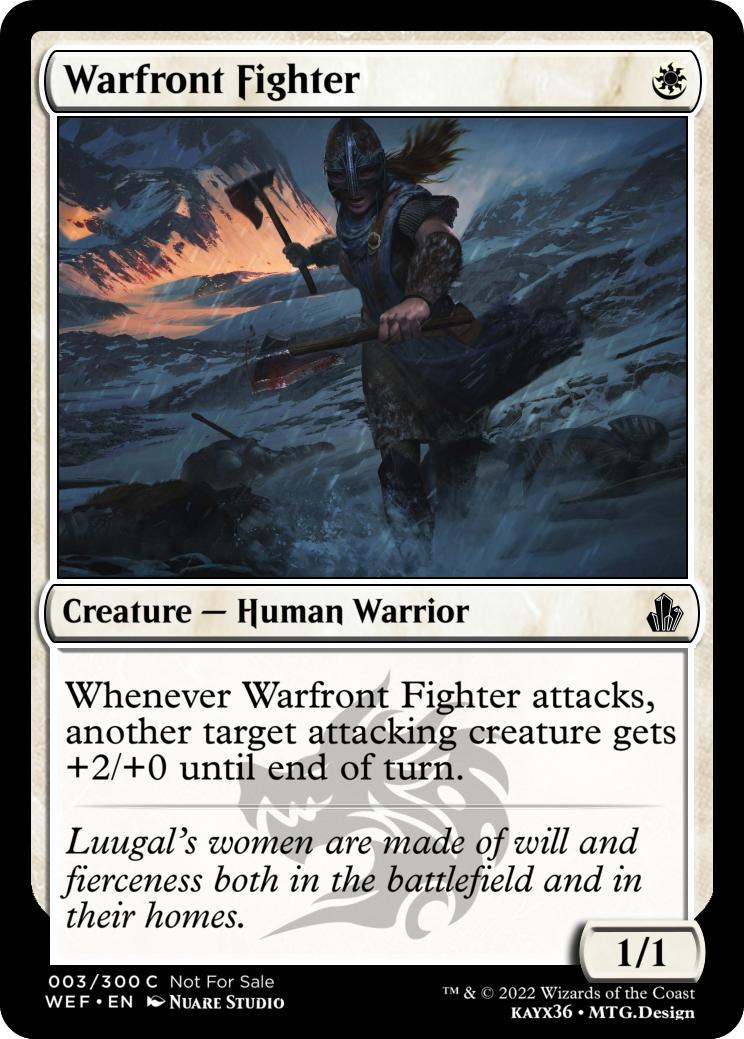 Warfront Fighter
Creature — Human Warrior
Whenever Warfront Fighter attacks,
another target attacking creature gets
+2/+0 until end of turn.
Luugal's women are made of will and
fierceness both in the battlefield and in
their homes.
1/1
003/300 C Not For Sale
WEF • EN Nuare Studio
™ & © 2022 Wizards of the Coast
KAYX36 • MTG.Design